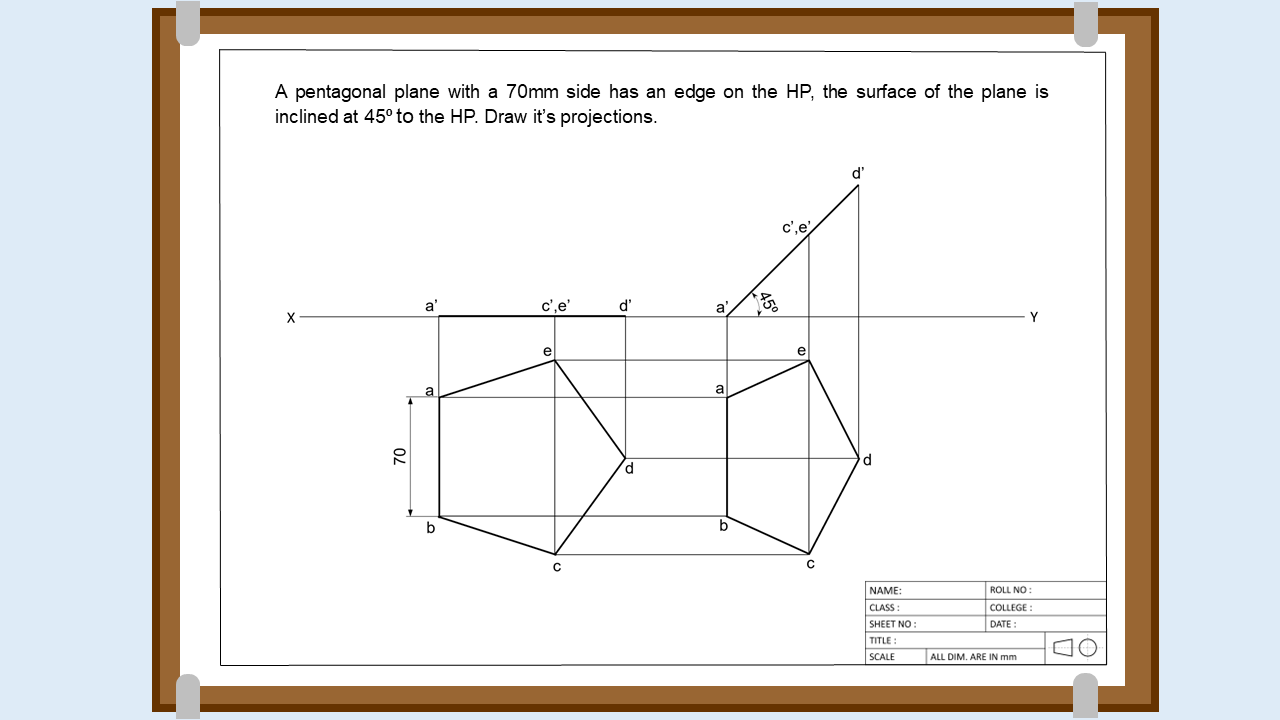 A pentagonal plane with a 70mm side has an edge on the HP, the surface of the plane is
inclined at 45º to the HP. Draw it’s projections.
d’
c’,e’
a’ c’,e’ d’ a’ 45º
X Y
e e
a a
70
d d
b b
c c
NAME: ROLL NO :
CLASS : COLLEGE :
SHEET NO : DATE :
TITLE :
SCALE ALL DIM. ARE IN mm